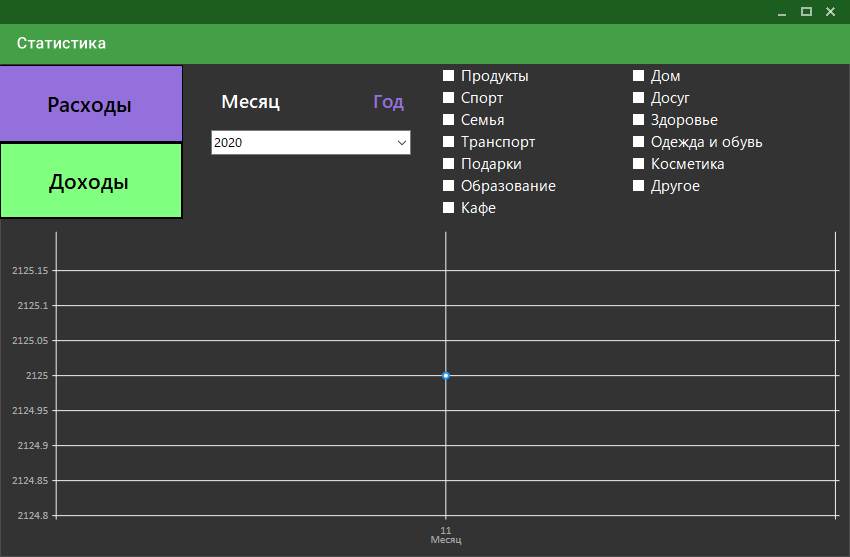 Статистика
Расходы
Доходы
Месяц
Год
2020
Продукты
Спорт
Семья
Транспорт
Подарки
Образование
Кафе
Дом
Досуг
Здоровье
Одежда и обувь
Косметика
Другое
2125.15
2125.1
2125.05
2125
2124.95
2124.9
2124.85
2124.8
11
Месяц